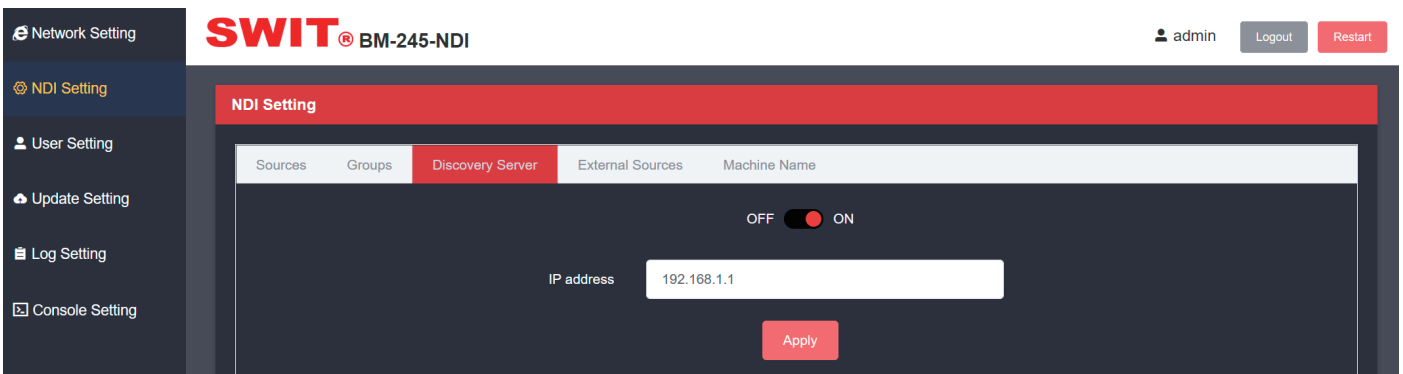 Network Setting
NDI Setting
User Setting
Update Setting
Log Setting
Console Setting
SWIT® BM-245-NDI
admin
Logout
Restart
NDI Setting
Sources Groups Discovery Server External Sources Machine Name
OFF ON
IP address 192.168.1.1
Apply